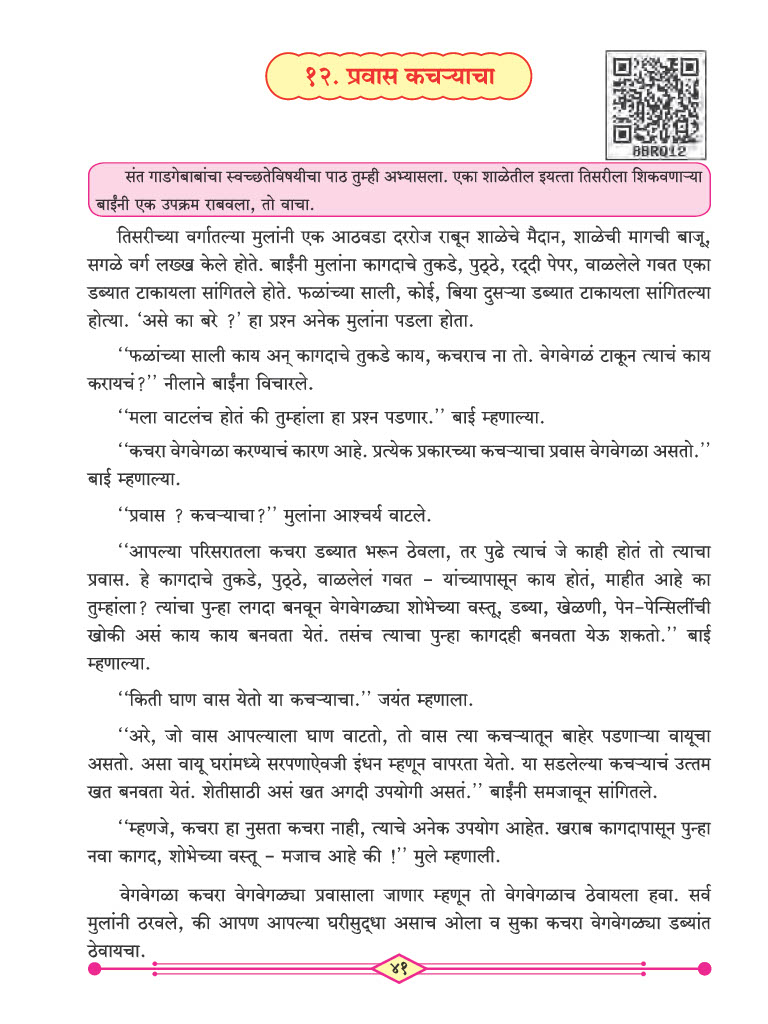 १२. प्रवास कचऱ्याचा
BBRQ12
संत गाडगेबाबांचा स्वच्छतेविषयीचा पाठ तुम्ही अभ्यासला. एका शाळेतील इयत्ता तिसरीला शिकवणाऱ्या
बाईंनी एक उपक्रम राबवला, तो वाचा.
तिसरीच्या वर्गातल्या मुलांनी एक आठवडा दररोज राबून शाळेचे मैदान, शाळेची मागची बाजू,
सगळे वर्ग लख्ख केले होते. बाईंनी मुलांना कागदाचे तुकडे, पुठ्ठे, रद्दी पेपर, वाळलेले गवत एका
डब्यात टाकायला सांगितले होते. फळांच्या साली, कोई, बिया दुसऱ्या डब्यात टाकायला सांगितल्या
होत्या. ‘असे का बरे ?’ हा प्रश्न अनेक मुलांना पडला होता.
‘‘फळांच्या साली काय अन् कागदाचे तुकडे काय, कचराच ना तो. वेगवेगळं टाकून त्याचं काय
करायचं?’’ नीलाने बाईंना विचारले.
‘‘मला वाटलंच होतं की तुम्हांला हा प्रश्न पडणार.’’ बाई म्हणाल्या.
‘‘कचरा वेगवेगळा करण्याचं कारण आहे. प्रत्येक प्रकारच्या कचऱ्याचा प्रवास वेगवेगळा असतो.’’
बाई म्हणाल्या.
‘‘प्रवास ? कचऱ्याचा?’’ मुलांना आश्चर्य वाटले.
‘‘आपल्या परिसरातला कचरा डब्यात भरून ठेवला, तर पुढे त्याचं जे काही होतं तो त्याचा
प्रवास. हे कागदाचे तुकडे, पुठ्ठे, वाळलेलं गवत – यांच्यापासून काय होतं, माहीत आहे का
तुम्हांला? त्यांचा पुन्हा लगदा बनवून वेगवेगळ्या शोभेच्या वस्तू, डब्या, खेळणी, पेन-पेन्सिलींची
खोकी असं काय काय बनवता येतं. तसंच त्याचा पुन्हा कागदही बनवता येऊ शकतो.’’ बाई
म्हणाल्या.
‘‘किती घाण वास येतो या कचऱ्याचा.’’ जयंत म्हणाला.
‘‘अरे, जो वास आपल्याला घाण वाटतो, तो वास त्या कचऱ्यातून बाहेर पडणाऱ्या वायूचा
असतो. असा वायू घरांमध्ये सरपणाऐवजी इंधन म्हणून वापरता येतो. या सडलेल्या कचऱ्याचं उत्तम
खत बनवता येतं. शेतीसाठी असं खत अगदी उपयोगी असतं.’’ बाईंनी समजावून सांगितले.
‘‘म्हणजे, कचरा हा नुसता कचरा नाही, त्याचे अनेक उपयोग आहेत. खराब कागदापासून पुन्हा
नवा कागद, शोभेच्या वस्तू – मजाच आहे की !’’ मुले म्हणाली.
वेगवेगळा कचरा वेगवेगळ्या प्रवासाला जाणार म्हणून तो वेगवेगळाच ठेवायला हवा. सर्व
मुलांनी ठरवले, की आपण आपल्या घरीसुद्धा असाच ओला व सुका कचरा वेगवेगळ्या डब्यांत
ठेवायचा.
४१